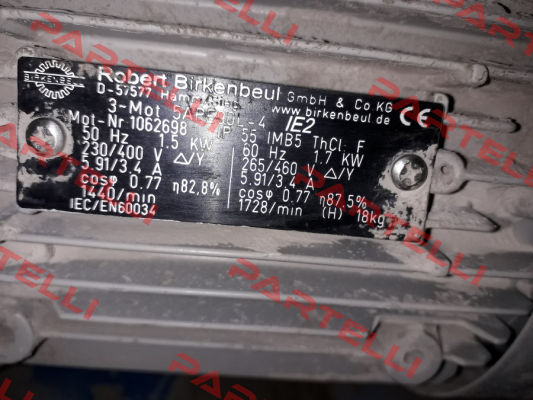 BIRKENBEUL
Robert Birkenbeul GmbH & Co KG
D-57577 www.birkenbeul.de
3-Mot IE2
Mot-Nr 1062698 IP 55 IMB5 ThCl. F
50 Hz 1.5 KW 60 Hz 1.7 KW
230/400 V △/Y 265/460 △/Y
5.91/3.4 A 5.91/3.4 A
cosφ 0.77 η82,8% cosφ 0.77 η87.5%
1440/min 1728/min (H) 18kg
IEC/EN60034
PARTELLI
PARTELLI
PARTELLI
PARTELLI
PARTELLI